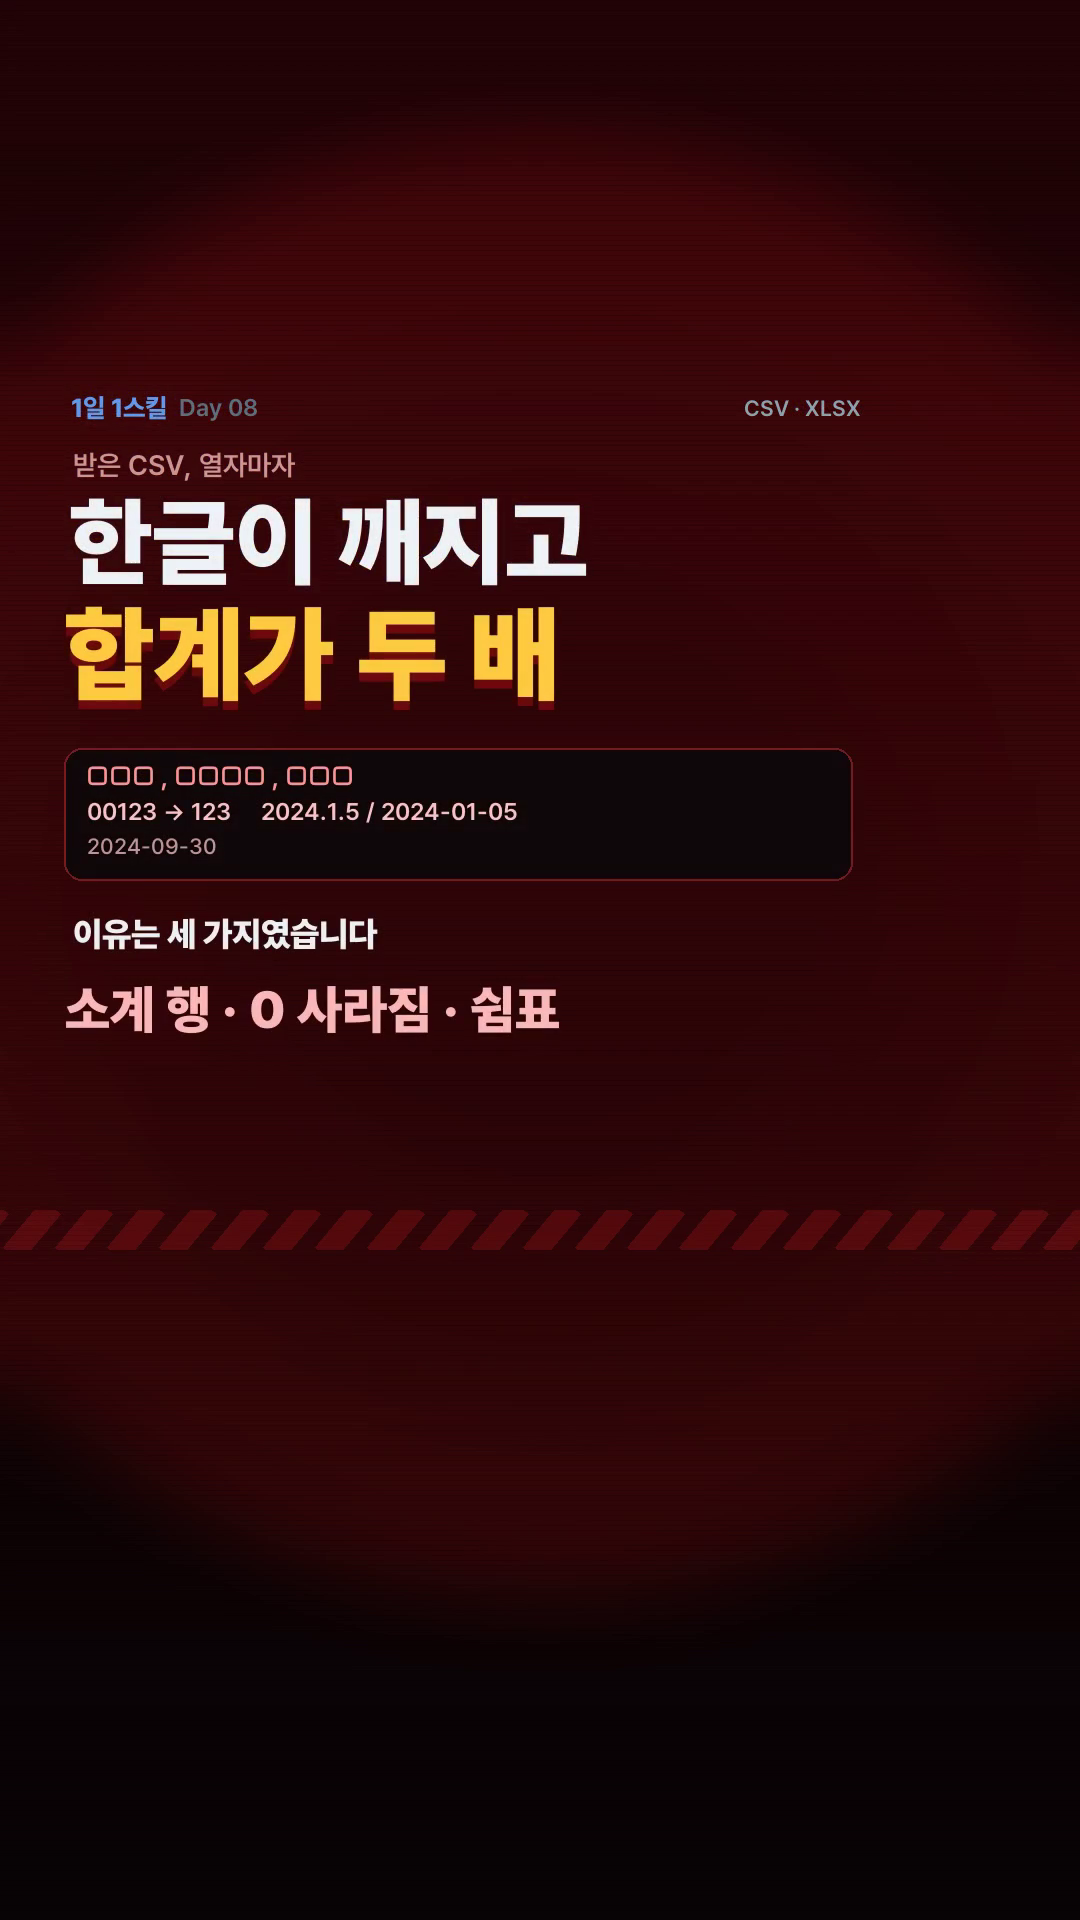 1일 1스킬 Day 08 CSV · XLSX
받은 CSV, 열자마자
한글이 깨지고
합계가 두 배
▢▢▢ , ▢▢▢▢ , ▢▢▢
00123 → 123 2024.1.5 / 2024-01-05
2024-09-30
이유는 세 가지였습니다
소계 행 · 0 사라짐 · 쉼표